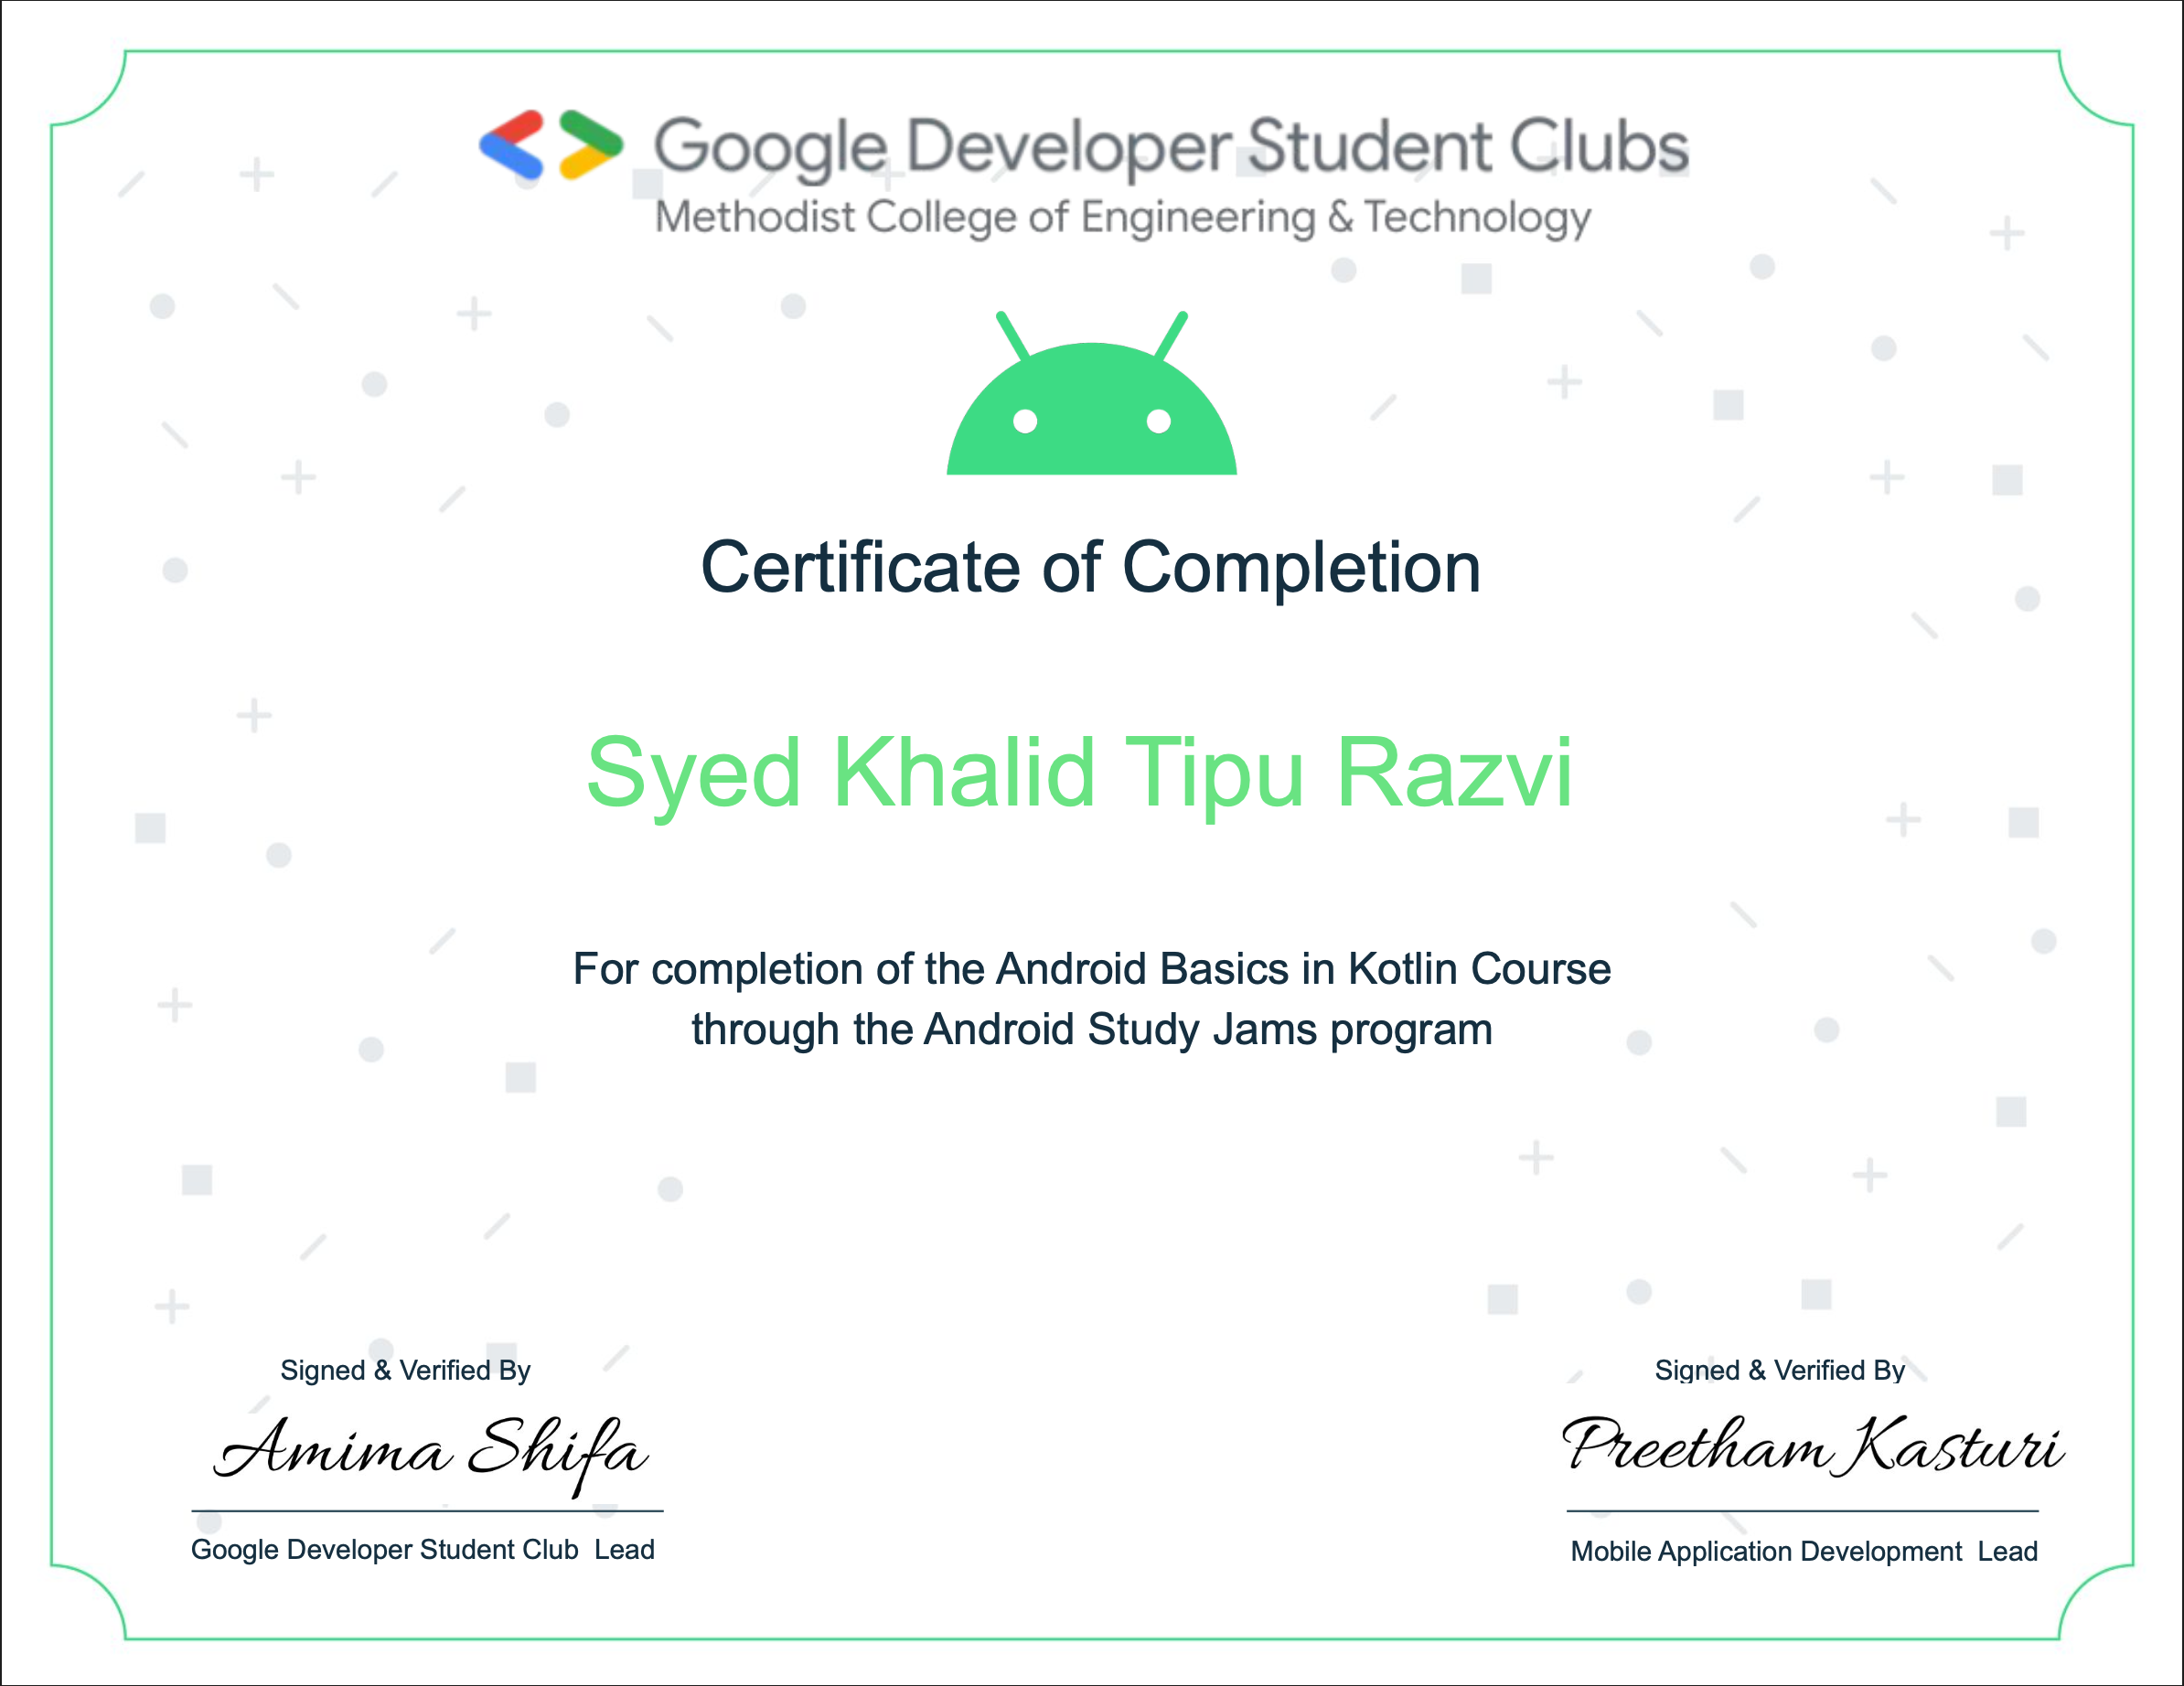 Google Developer Student Clubs
Methodist College of Engineering & Technology
Certificate of Completion
Syed Khalid Tipu Razvi
For completion of the Android Basics in Kotlin Course
through the Android Study Jams program
Signed & Verified By
Amima Shifa
Google Developer Student Club Lead
Signed & Verified By
Preetham Kasturi
Mobile Application Development Lead